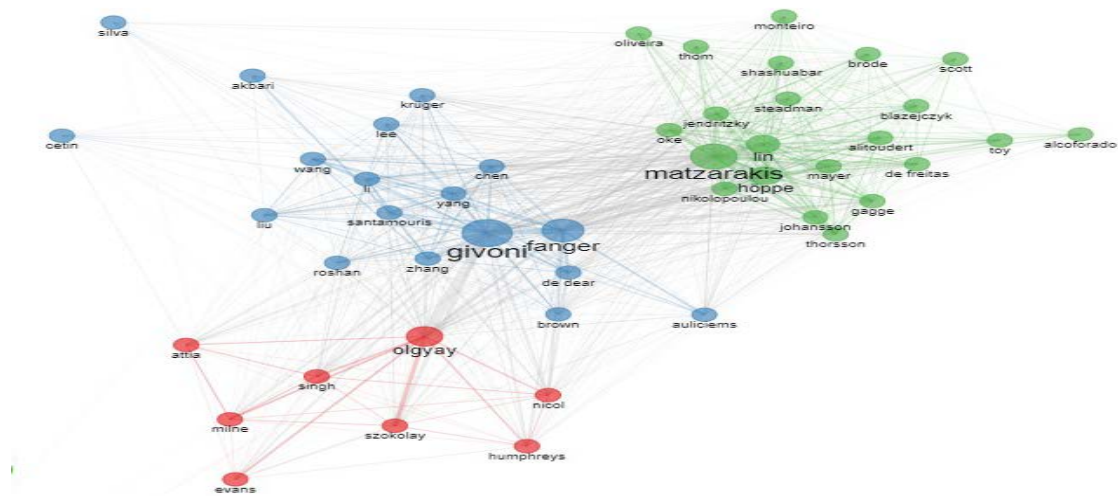 silva
monteiro
oliveira
thom
brode
scott
shashuabar
akbari
kruger
steadman
blazejczyk
jendritzky
lee
oke
cetin
alitoudert
toy
alcoforado
lin
wang
chen
matzarakis
mayer
de freitas
li
hoppe
yang
nikolopoulou
gagge
liu
santamouris
johansson
givoni
fanger
thorsson
roshan
zhang
de dear
brown
auliciems
attia
olgyay
singh
nicol
milne
szokolay
humphreys
evans